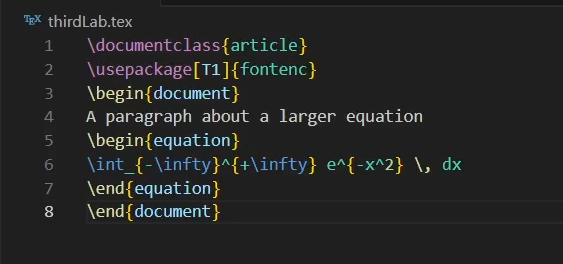 TEX thirdLab.tex
1 \documentclass{article}
2 \usepackage[T1]{fontenc}
3 \begin{document}
4 A paragraph about a larger equation
5 \begin{equation}
6 \int_{-\infty}^{+\infty} e^{-x^2} \, dx
7 \end{equation}
8 \end{document}